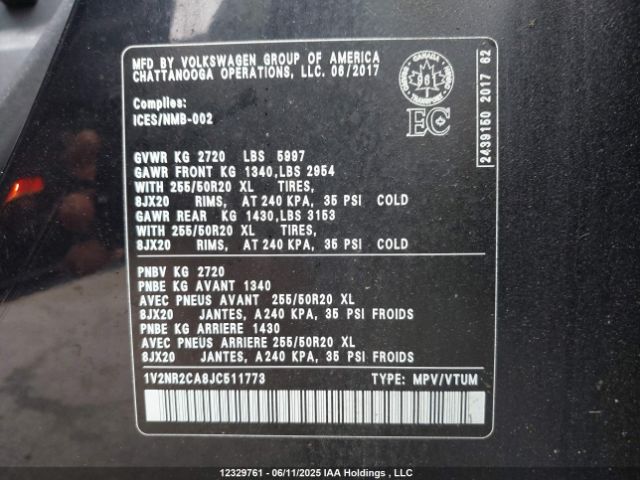 MFD BY VOLKSWAGEN GROUP OF AMERICA
CHATTANOOGA OPERATIONS, LLC. 06/2017
Complies:
ICES/NMB-002
CANADA
96
TRANSPORT
EC
2439150 2017 62
GVWR KG 2720 LBS 5997
GAWR FRONT KG 1340,LBS 2954
WITH 255/50R20 XL TIRES,
8JX20 RIMS, AT 240 KPA, 35 PSI COLD
GAWR REAR KG 1430,LBS 3153
WITH 255/50R20 XL TIRES,
8JX20 RIMS, AT 240 KPA, 35 PSI COLD
PNBV KG 2720
PNBE KG AVANT 1340
AVEC PNEUS AVANT 255/50R20 XL
8JX20 JANTES, A 240 KPA, 35 PSI FROIDS
PNBE KG ARRIERE 1430
AVEC PNEUS ARRIERE 255/50R20 XL
8JX20 JANTES, A 240 KPA, 35 PSI FROIDS
1V2NR2CA8JC511773 TYPE: MPV/VTUM
12329761 - 06/11/2025 IAA Holdings , LLC